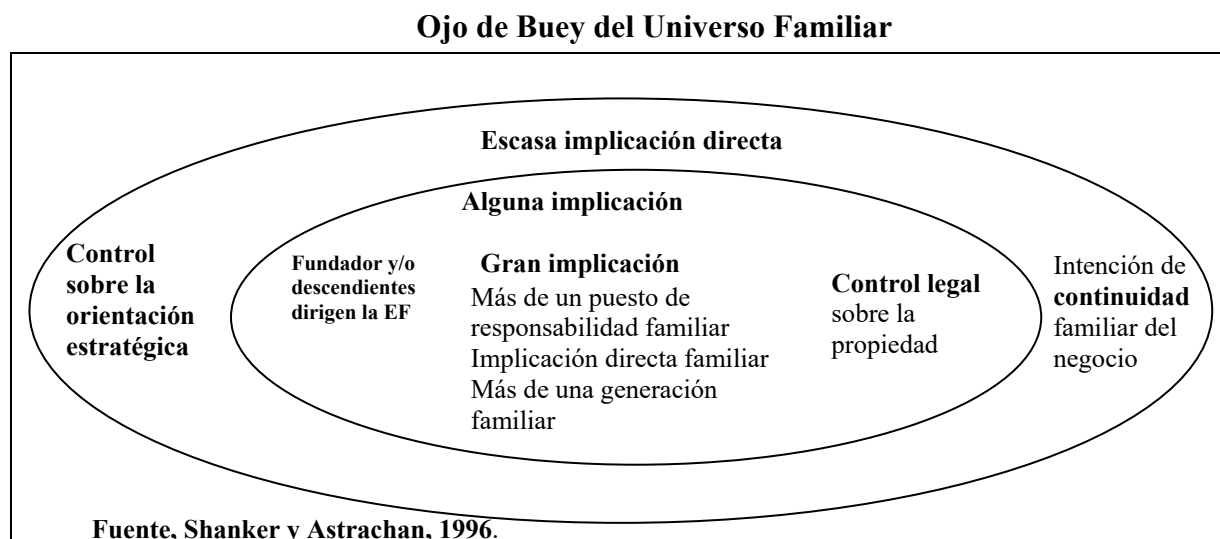 Ojo de Buey del Universo Familiar
Escasa implicación directa
Alguna implicación
Control
sobre la
orientación
estratégica
Fundador y/o
descendientes
dirigen la EF
Gran implicación
Más de un puesto de
responsabilidad familiar
Implicación directa familiar
Más de una generación
familiar
Control legal
sobre la
propiedad
Intención de
continuidad
familiar del
negocio
Fuente, Shanker y Astrachan, 1996.